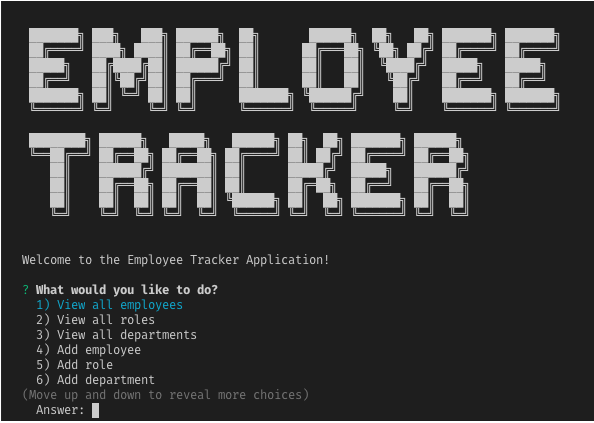 EMPLOYEE
TRACKER
Welcome to the Employee Tracker Application!
? What would you like to do?
1) View all employees
2) View all roles
3) View all departments
4) Add employee
5) Add role
6) Add department
(Move up and down to reveal more choices)
Answer: